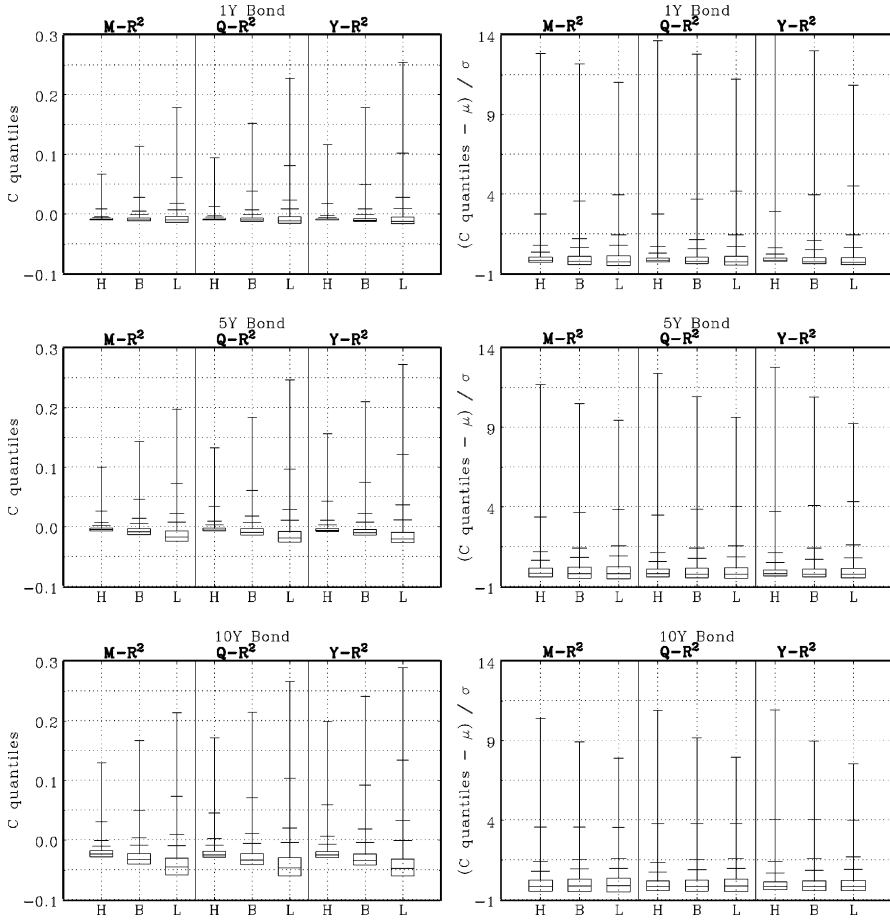 1Y Bond
M-R² Q-R² Y-R²
0.3
0.2
0.1
0.0
-0.1
C quantiles
H B L H B L H B L
1Y Bond
M-R² Q-R² Y-R²
14
9
4
-1
(C quantiles - μ) / σ
H B L H B L H B L
5Y Bond
M-R² Q-R² Y-R²
0.3
0.2
0.1
0.0
-0.1
C quantiles
H B L H B L H B L
5Y Bond
M-R² Q-R² Y-R²
14
9
4
-1
(C quantiles - μ) / σ
H B L H B L H B L
10Y Bond
M-R² Q-R² Y-R²
0.3
0.2
0.1
0.0
-0.1
C quantiles
H B L H B L H B L
10Y Bond
M-R² Q-R² Y-R²
14
9
4
-1
(C quantiles - μ) / σ
H B L H B L H B L